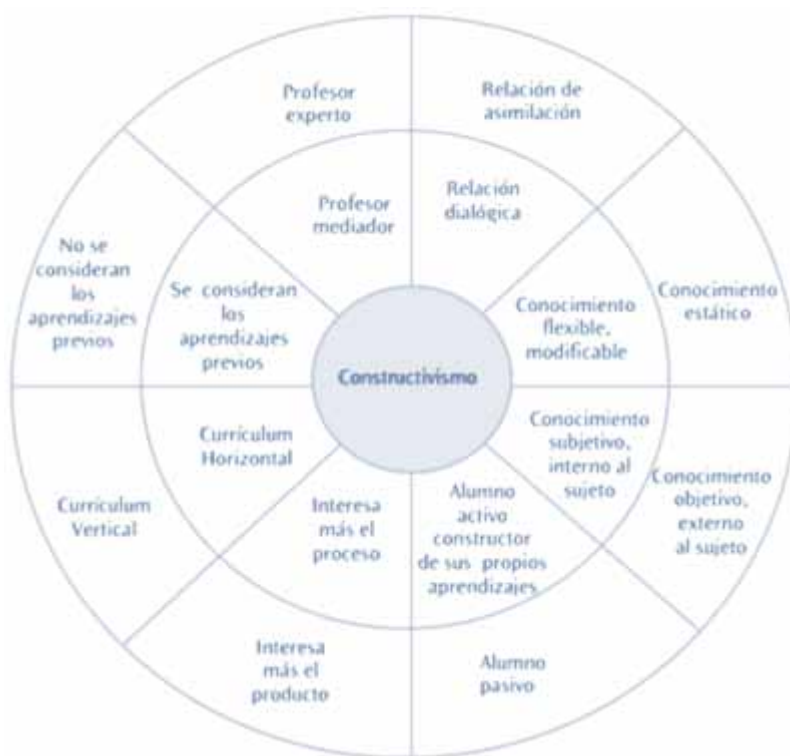 Profesor
experto
Relación de
asimilación
Profesor
mediador
Relación
dialógica
No se
consideran
los
aprendizajes
previos
Se consideran
los
aprendizajes
previos
Conocimiento
flexible,
modificable
Conocimiento
estático
Constructivismo
Currículum
Horizontal
Conocimiento
subjetivo,
interno al
sujeto
Currículum
Vertical
Interesa
más el
proceso
Alumno
activo
constructor
de sus propios
aprendizajes
Conocimiento
objetivo,
externo
al sujeto
Interesa
más el
producto
Alumno
pasivo